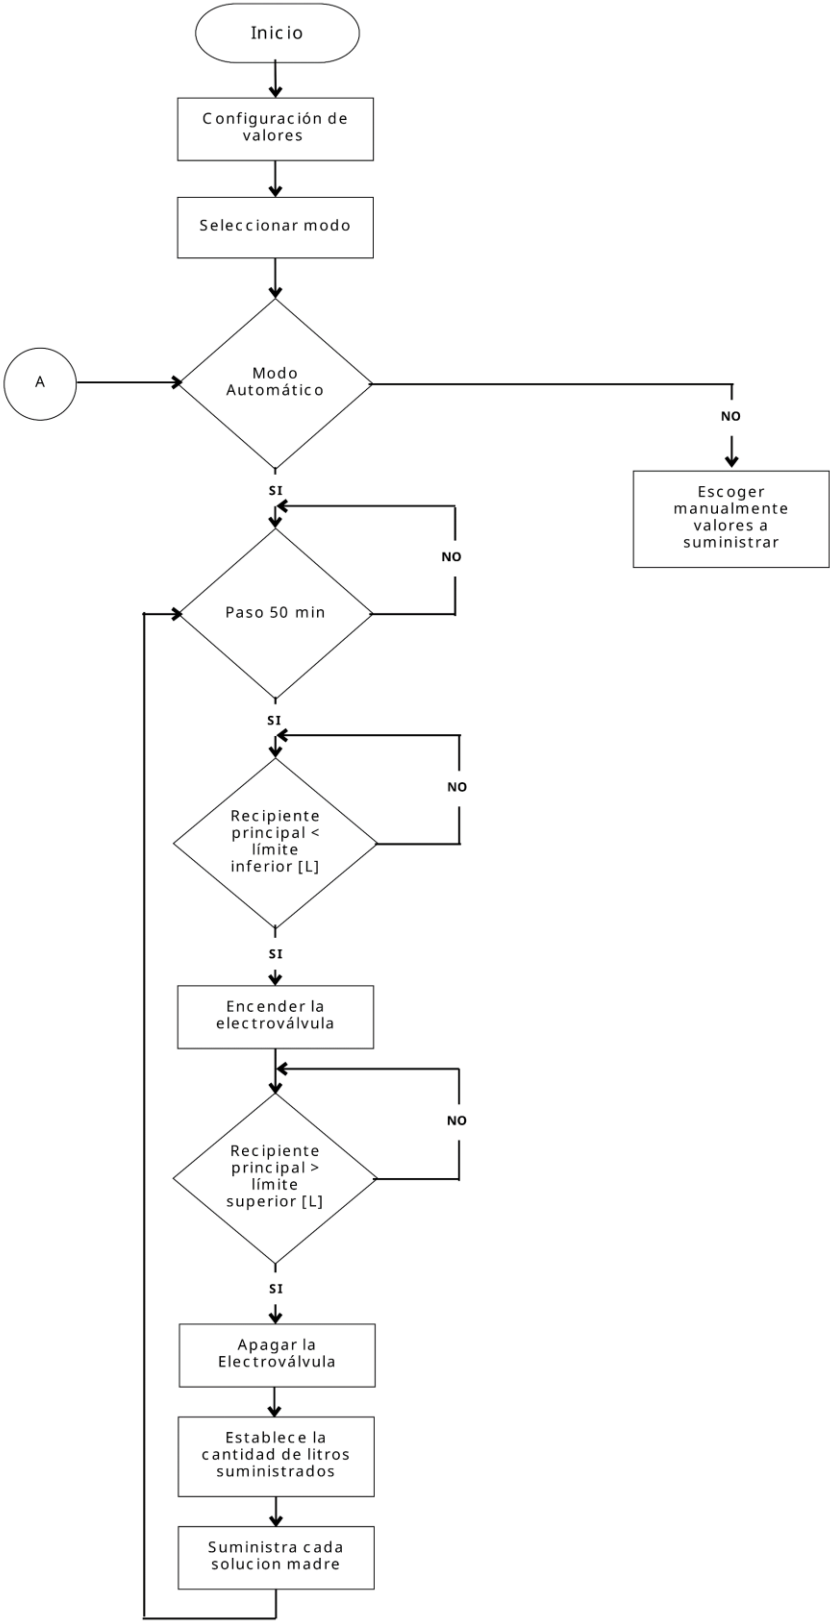 Inicio
Configuración de
valores
Seleccionar modo
Modo
Automático
A
NO
SI
Escoger
manualmente
valores a
suministrar
NO
Paso 50 min
SI
NO
Recipiente
principal <
límite
inferior [L]
SI
Encender la
electroválvula
NO
Recipiente
principal >
límite
superior [L]
SI
Apagar la
Electroválvula
Establece la
cantidad de litros
suministrados
Suministra cada
solucion madre